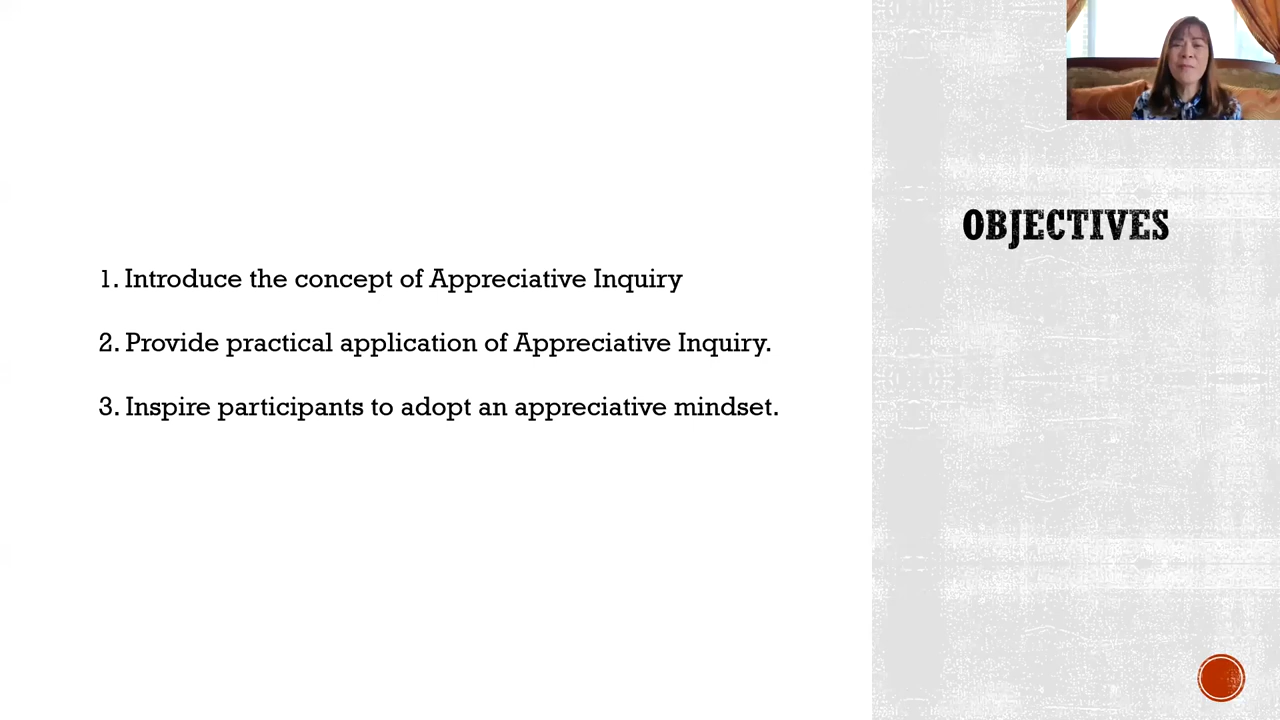 OBJECTIVES
1. Introduce the concept of Appreciative Inquiry
2. Provide practical application of Appreciative Inquiry.
3. Inspire participants to adopt an appreciative mindset.